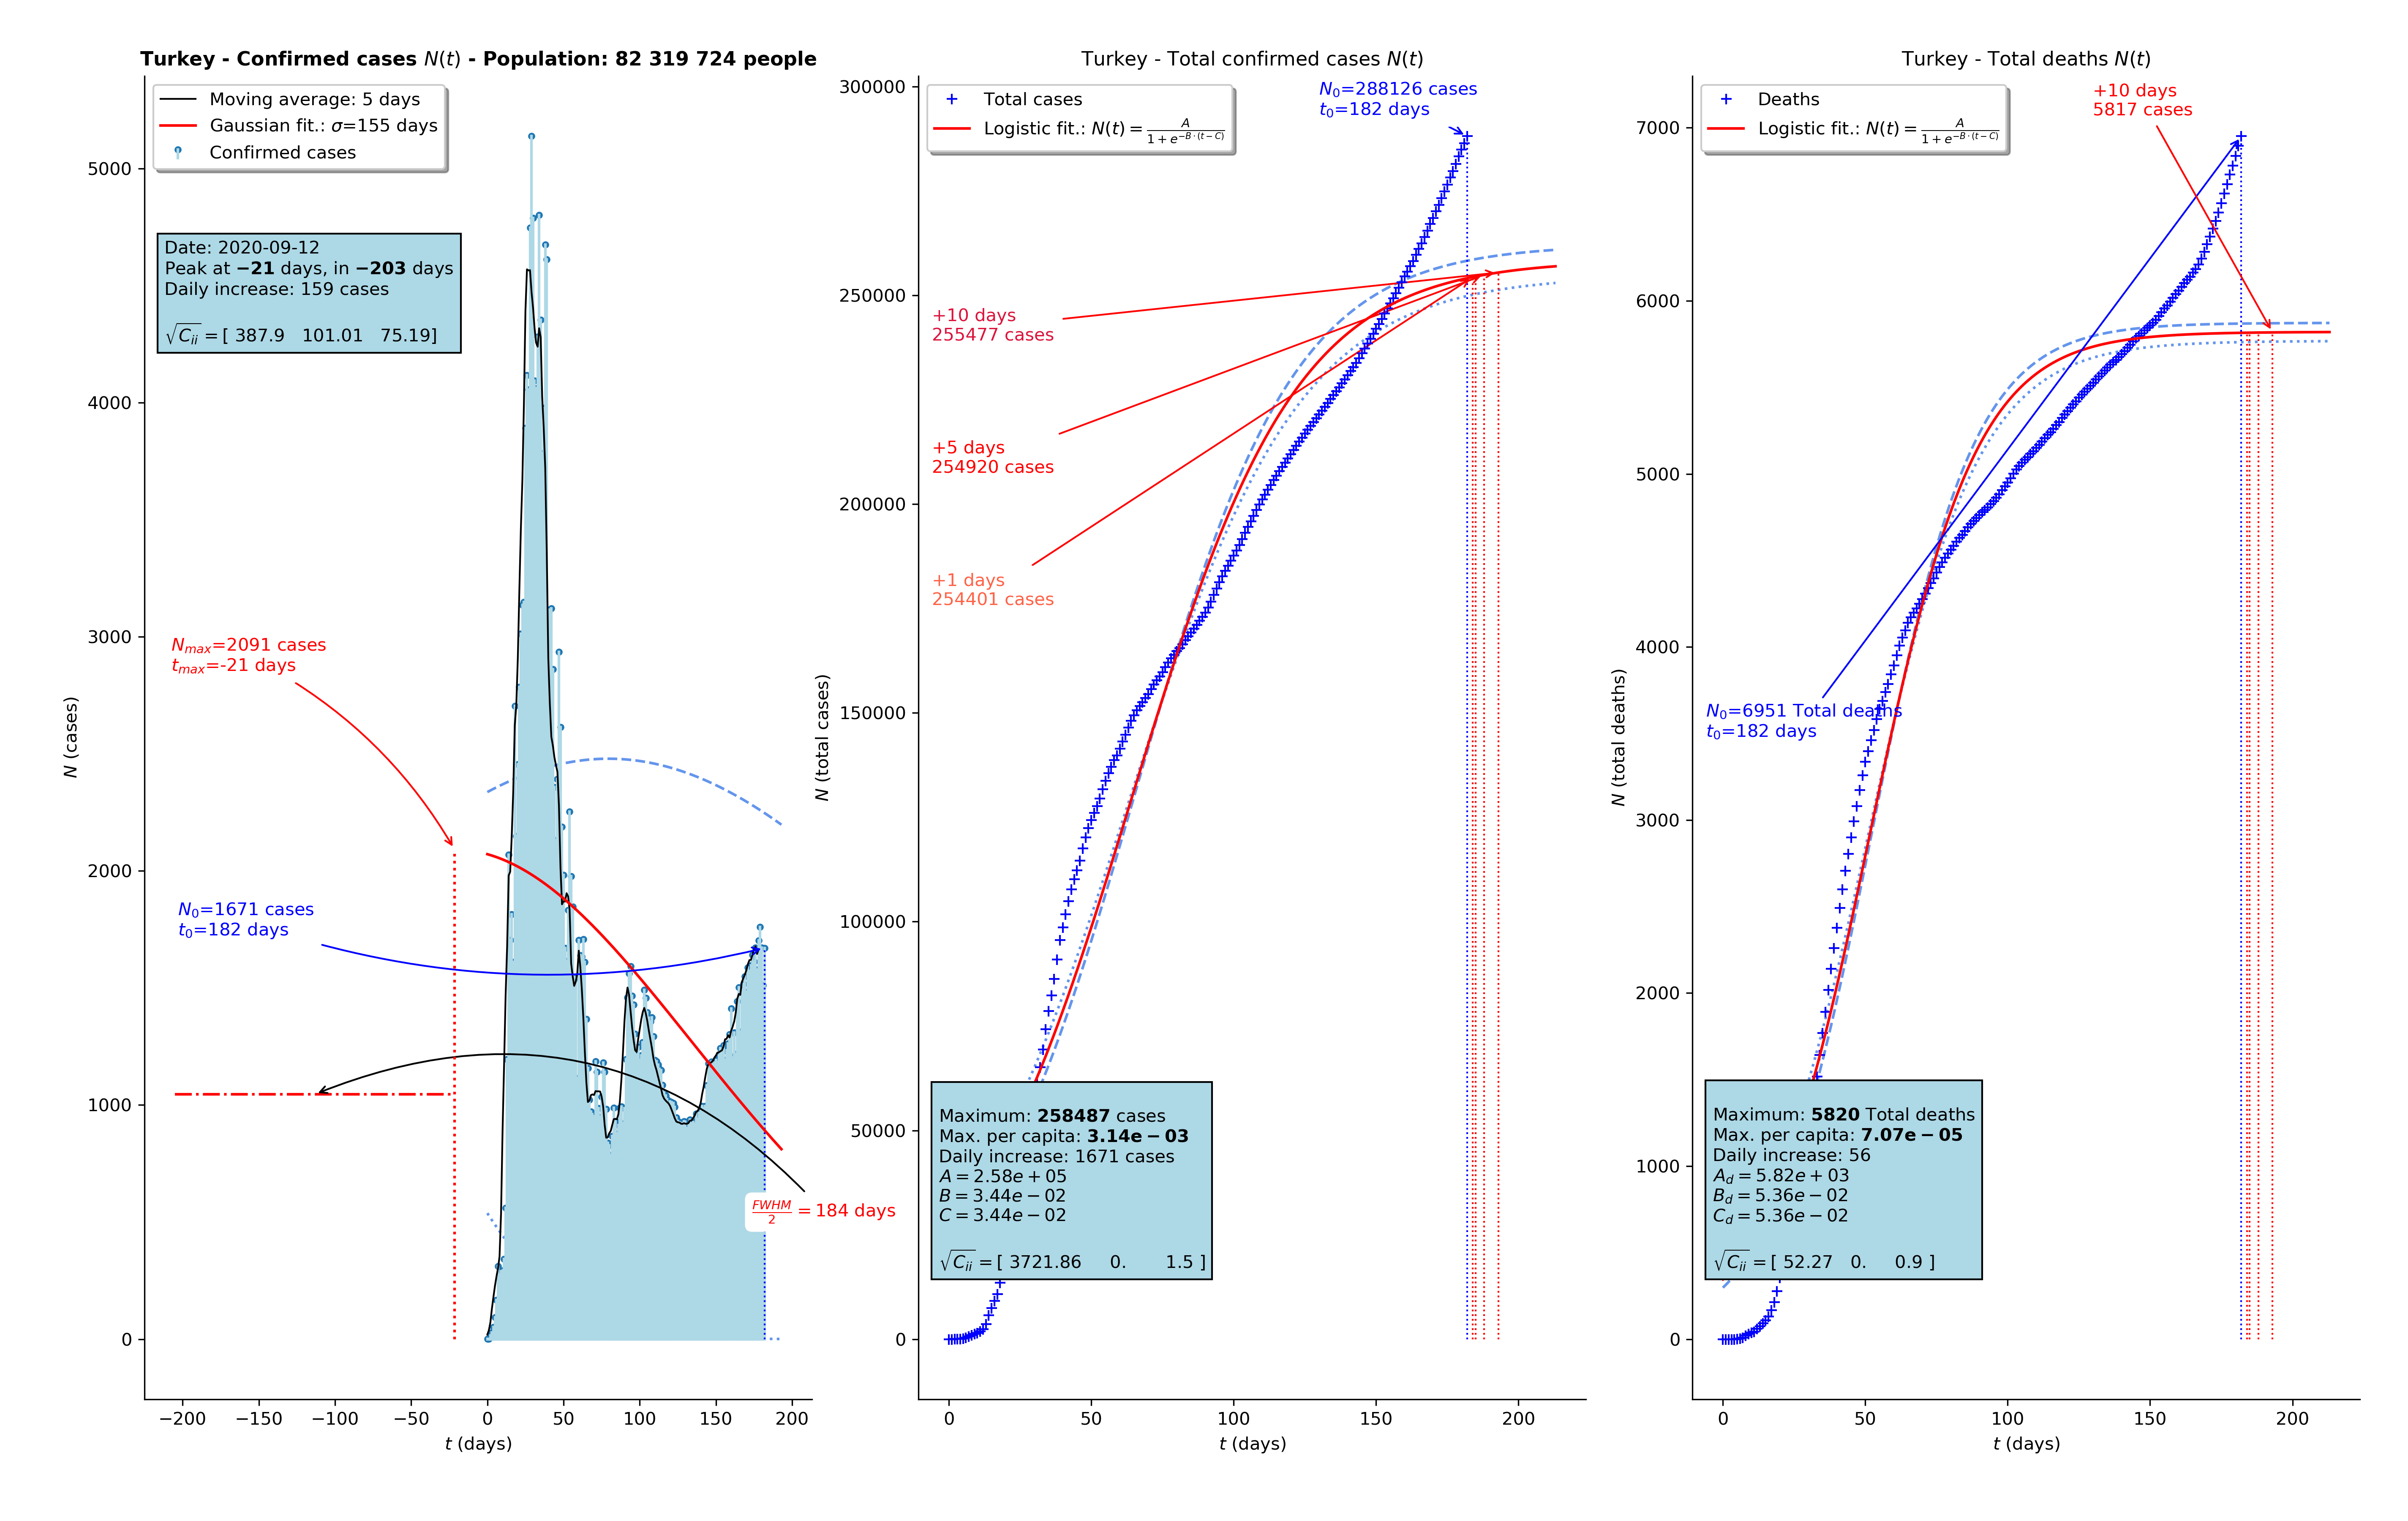 Turkey - Confirmed cases N(t) - Population: 82 319 724 people
Moving average: 5 days
Gaussian fit.: σ=155 days
Confirmed cases
Date: 2020-09-12
Peak at −21 days, in −203 days
Daily increase: 159 cases
√C_ii = [ 387.9 101.01 75.19]
N_max=2091 cases
t_max=-21 days
N_0=1671 cases
t_0=182 days
FWHM/2 = 184 days
N (cases)
5000
4000
3000
2000
1000
0
−200 −150 −100 −50 0 50 100 150 200
t (days)
Turkey - Total confirmed cases N(t)
Total cases
Logistic fit.: N(t) = A/(1 + e^{−B·(t−C)})
N_0=288126 cases
t_0=182 days
+10 days
255477 cases
+5 days
254920 cases
+1 days
254401 cases
Maximum: 258487 cases
Max. per capita: 3.14e − 03
Daily increase: 1671 cases
A = 2.58e + 05
B = 3.44e − 02
C = 3.44e − 02
√C_ii = [ 3721.86 0. 1.5 ]
N (total cases)
300000
250000
200000
150000
100000
50000
0
0 50 100 150 200
t (days)
Turkey - Total deaths N(t)
Deaths
Logistic fit.: N(t) = A/(1 + e^{−B·(t−C)})
+10 days
5817 cases
N_0=6951 Total deaths
t_0=182 days
Maximum: 5820 Total deaths
Max. per capita: 7.07e − 05
Daily increase: 56
A_d = 5.82e + 03
B_d = 5.36e − 02
C_d = 5.36e − 02
√C_ii = [ 52.27 0. 0.9 ]
N (total deaths)
7000
6000
5000
4000
3000
2000
1000
0
0 50 100 150 200
t (days)